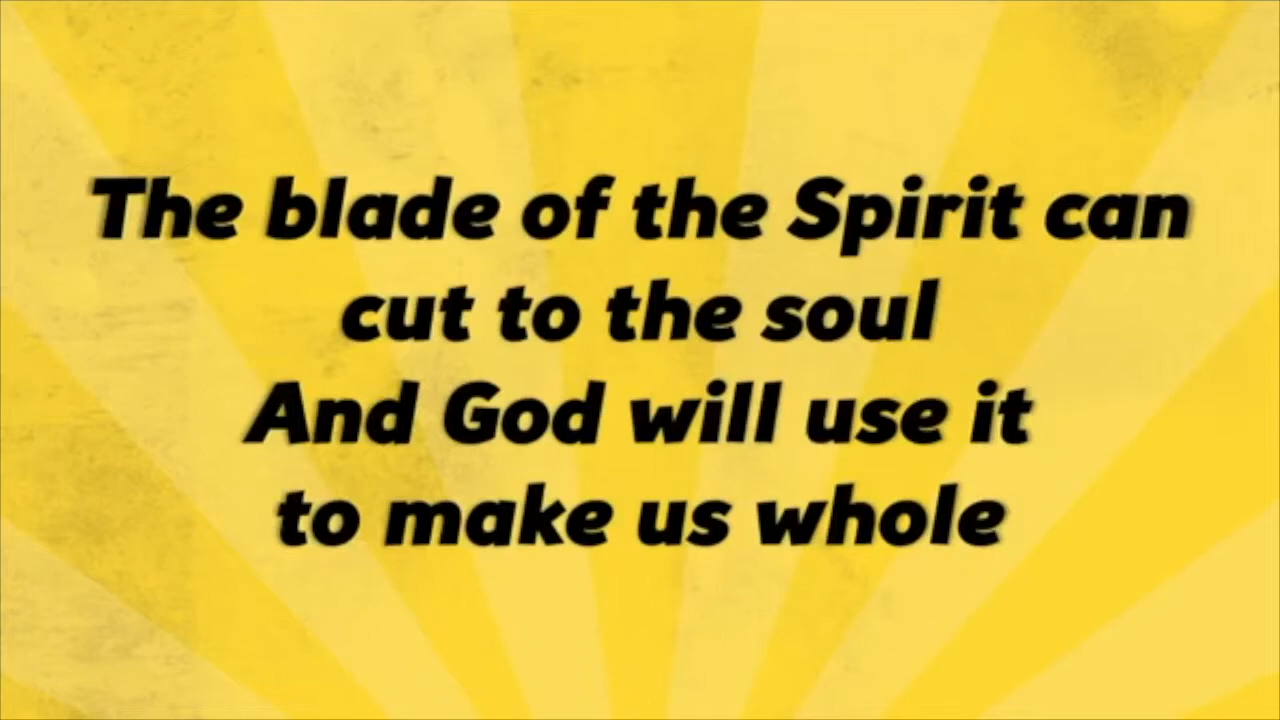 The blade of the Spirit can
cut to the soul
And God will use it
to make us whole